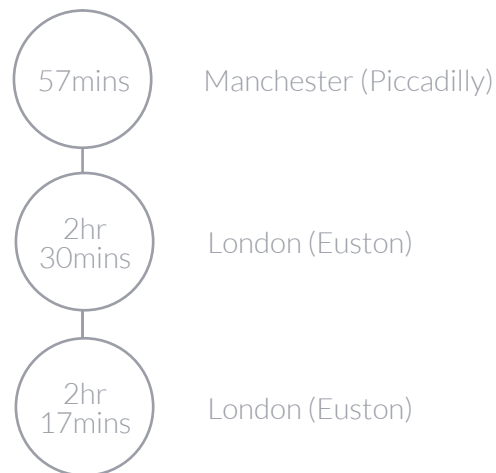 57mins
Manchester (Piccadilly)
2hr
30mins
London (Euston)
2hr
17mins
London (Euston)